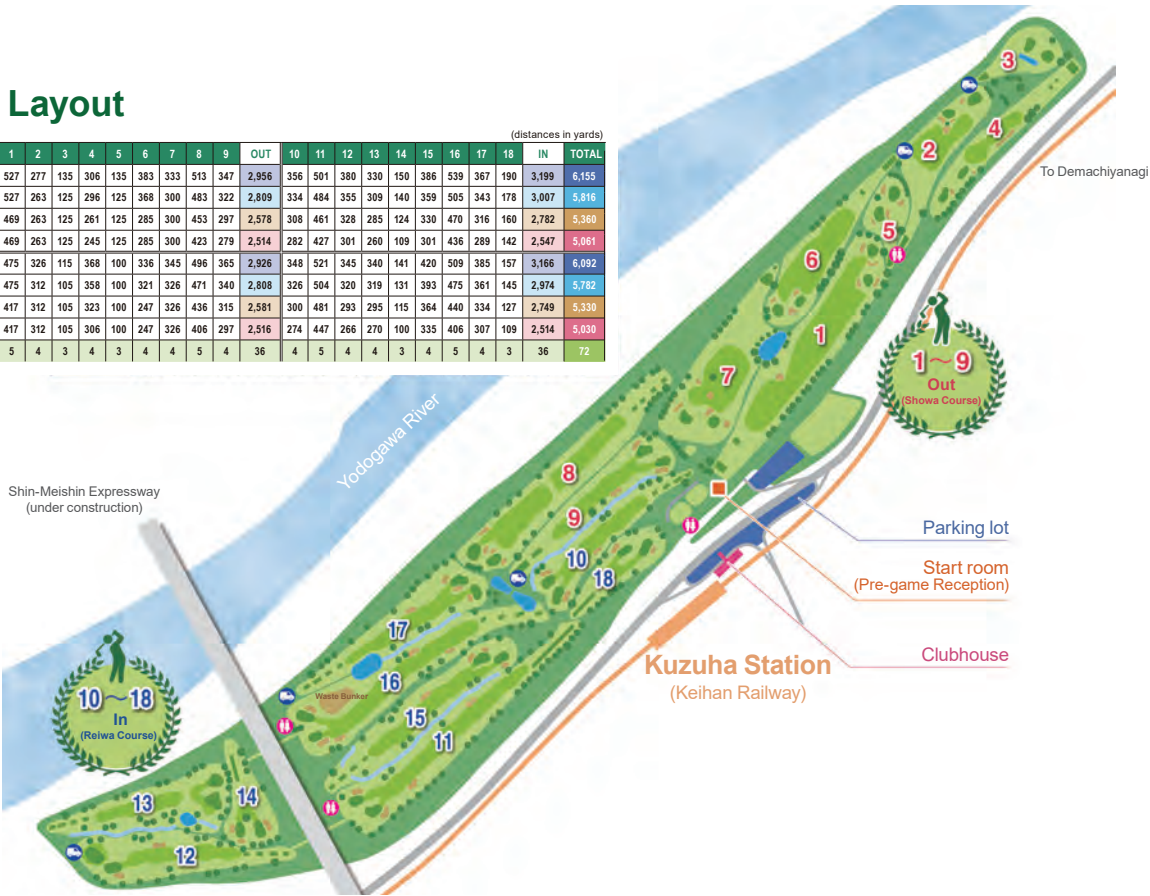 Layout
(distances in yards)
1 2 3 4 5 6 7 8 9 OUT 10 11 12 13 14 15 16 17 18 IN TOTAL
527 277 135 306 135 383 333 513 347 2,956 356 501 380 330 150 386 539 367 190 3,199 6,155
527 263 125 296 125 368 300 483 322 2,809 334 484 355 309 140 359 505 343 178 3,007 5,816
469 263 125 261 125 285 300 453 297 2,578 308 461 328 285 124 330 470 316 160 2,782 5,360
469 263 125 245 125 285 300 423 279 2,514 282 427 301 260 109 301 436 289 142 2,547 5,061
475 326 115 368 100 336 345 496 365 2,926 348 521 345 340 141 420 509 385 157 3,166 6,092
475 312 105 358 100 321 326 471 340 2,808 326 504 320 319 131 393 475 361 145 2,974 5,782
417 312 105 323 100 247 326 436 315 2,581 300 481 293 295 115 364 440 334 127 2,749 5,330
417 312 105 306 100 247 326 406 297 2,516 274 447 266 270 100 335 406 307 109 2,514 5,030
5 4 3 4 3 4 4 5 4 36 4 5 4 4 3 4 5 4 3 36 72
3
4
2
To Demachiyanagi
5
6
1
7
1～9
Out
(Showa Course)
Yodogawa River
8
9
10
18
Shin-Meishin Expressway
(under construction)
Parking lot
Start room
(Pre-game Reception)
Clubhouse
Kuzuha Station
(Keihan Railway)
17
16
Waste Bunker
15
11
10～18
In
(Reiwa Course)
13
14
12